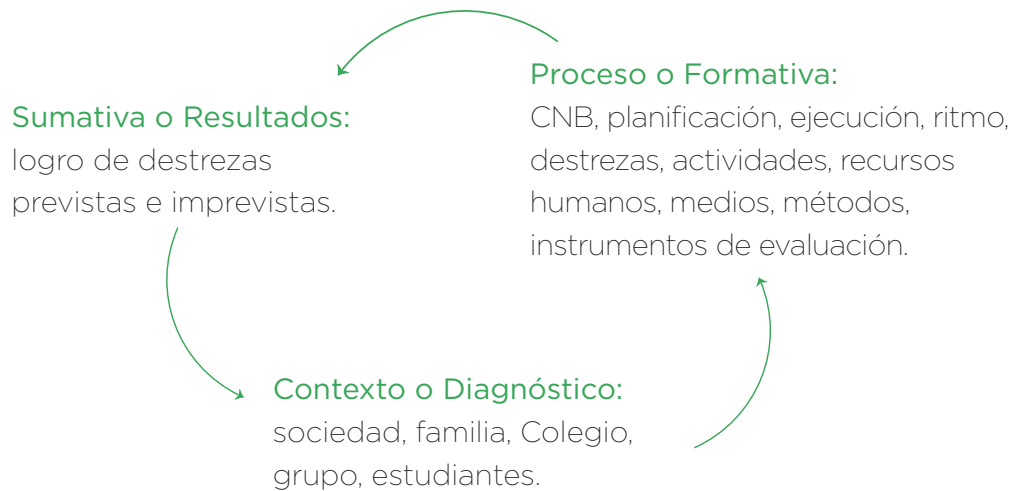 Sumativa o Resultados:
logro de destrezas
previstas e imprevistas.
Proceso o Formativa:
CNB, planificación, ejecución, ritmo,
destrezas, actividades, recursos
humanos, medios, métodos,
instrumentos de evaluación.
Contexto o Diagnóstico:
sociedad, familia, Colegio,
grupo, estudiantes.